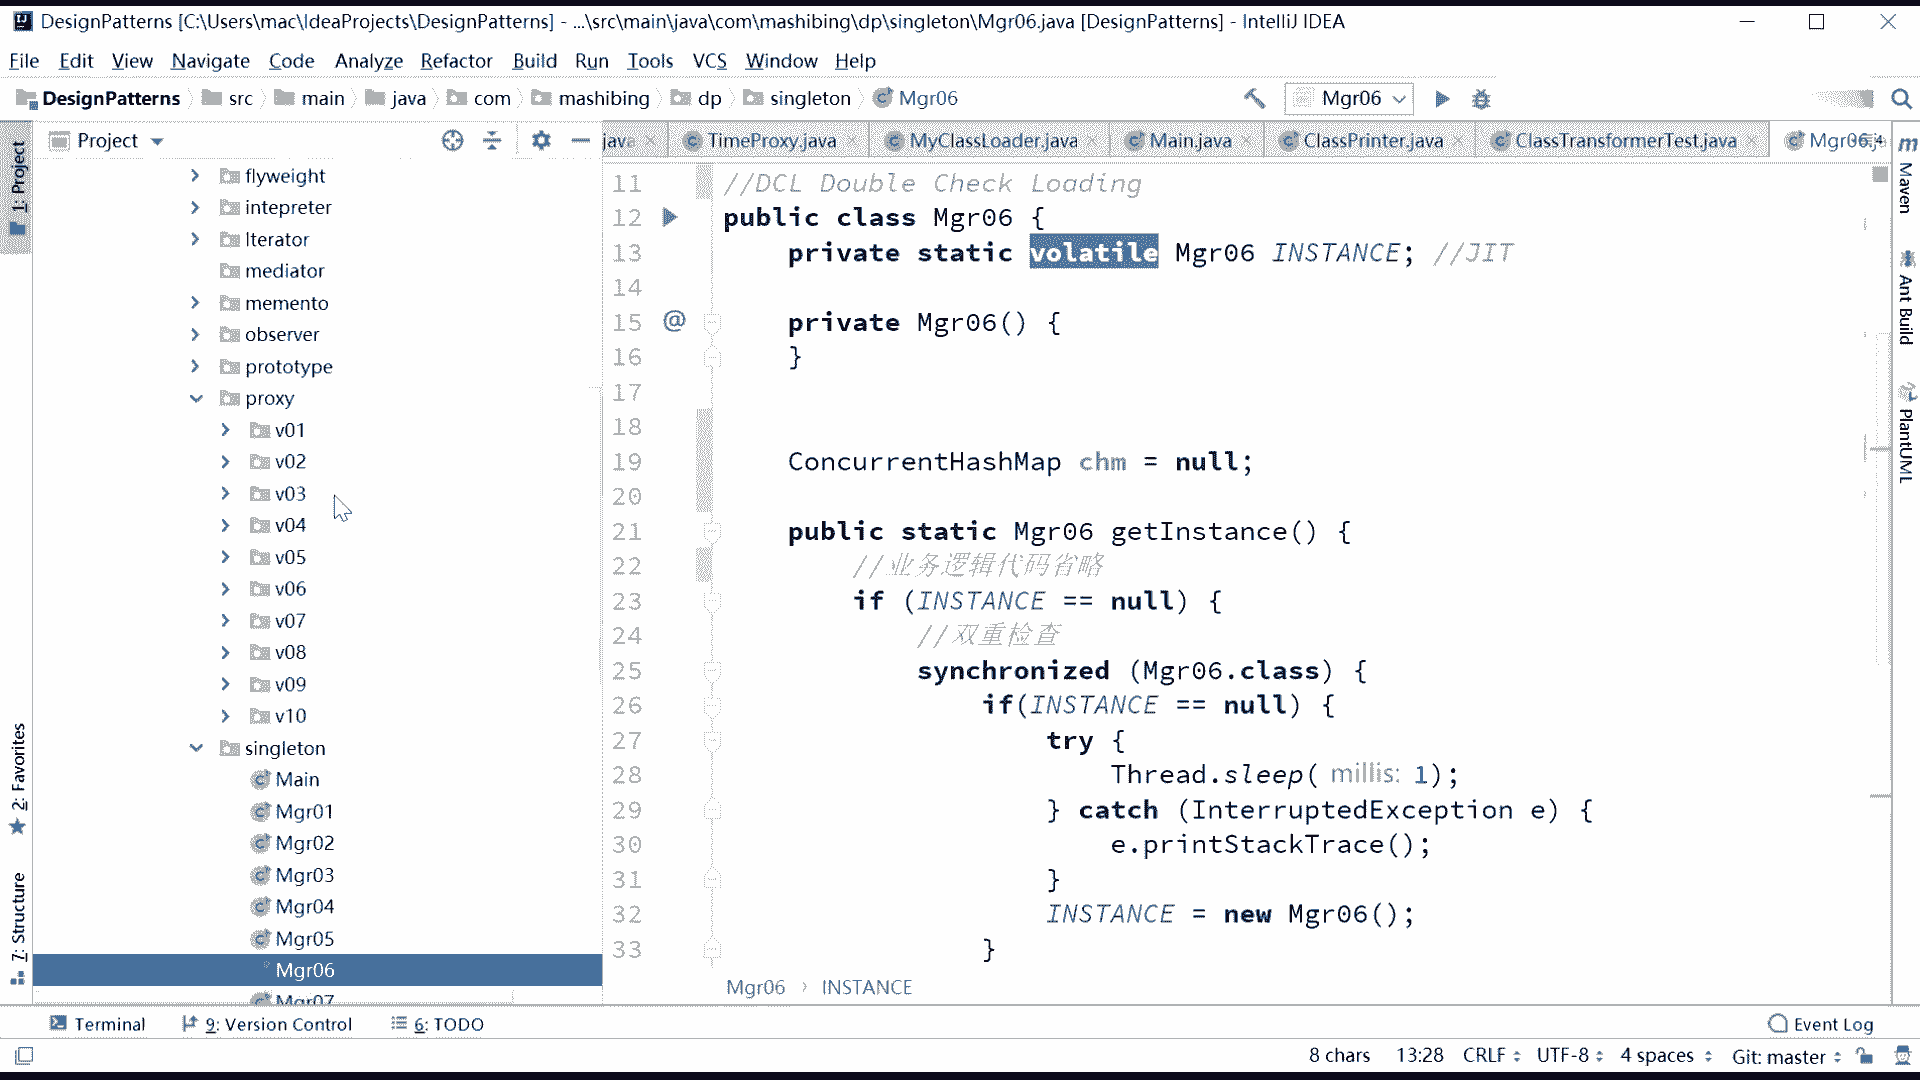 DesignPatterns [C:\Users\mac\IdeaProjects\DesignPatterns] - ...\src\main\java\com\mashibing\dp\singleton\Mgr06.java [DesignPatterns] - IntelliJ IDEA
File Edit View Navigate Code Analyze Refactor Build Run Tools VCS Window Help
DesignPatterns src main java com mashibing dp singleton Mgr06 Mgr06
Project java TimeProxy.java MyClassLoader.java Main.java ClassPrinter.java ClassTransformerTest.java Mgr06.j
1: Project
2: Favorites
7: Structure
flyweight
intepreter
Iterator
mediator
memento
observer
prototype
proxy
v01
v02
v03
v04
v05
v06
v07
v08
v09
v10
singleton
Main
Mgr01
Mgr02
Mgr03
Mgr04
Mgr05
Mgr06
Mgr07
11 //DCL Double Check Loading
12 public class Mgr06 {
13 private static volatile Mgr06 INSTANCE; //JIT
14
15 @ private Mgr06() {
16 }
17
18
19 ConcurrentHashMap chm = null;
20
21 public static Mgr06 getInstance() {
22 //业务逻辑代码省略
23 if (INSTANCE == null) {
24 //双重检查
25 synchronized (Mgr06.class) {
26 if(INSTANCE == null) {
27 try {
28 Thread.sleep( millis: 1);
29 } catch (InterruptedException e) {
30 e.printStackTrace();
31 }
32 INSTANCE = new Mgr06();
33 }
Mgr06 › INSTANCE
m Maven
Ant Build
PlantUML
Terminal 9: Version Control 6: TODO Event Log
8 chars 13:28 CRLF UTF-8 4 spaces Git: master